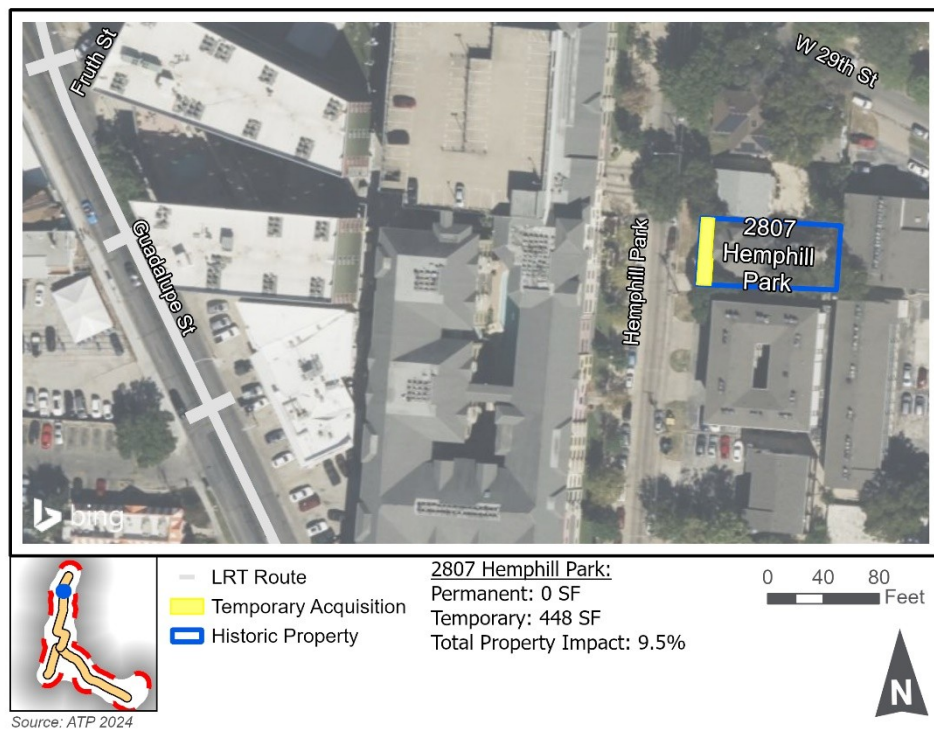 Fruth St
W 29th St
Guadalupe St
Hemphill Park
2807
Hemphill
Park
bing
LRT Route
Temporary Acquisition
Historic Property
2807 Hemphill Park:
Permanent: 0 SF
Temporary: 448 SF
Total Property Impact: 9.5%
0 40 80
Feet
N
Source: ATP 2024